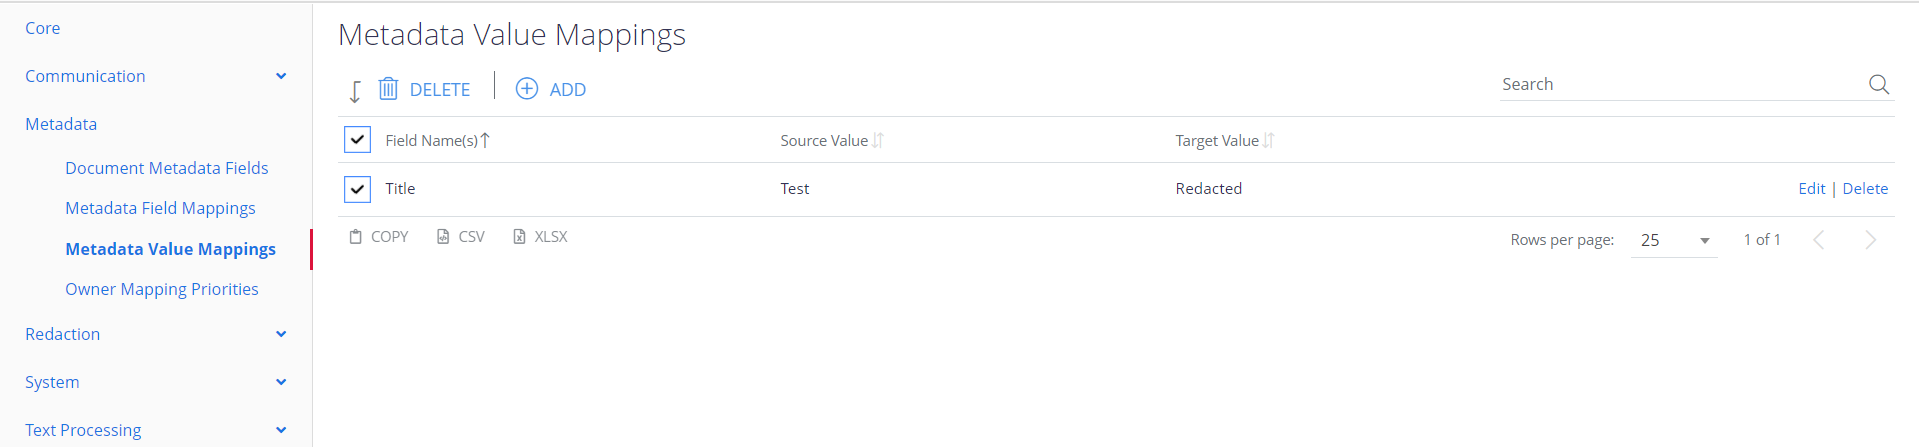 Core
Communication
Metadata
Document Metadata Fields
Metadata Field Mappings
Metadata Value Mappings
Owner Mapping Priorities
Redaction
System
Text Processing
Metadata Value Mappings
DELETE | ADD
Search
Field Name(s) Source Value Target Value
Title Test Redacted Edit | Delete
COPY CSV XLSX
Rows per page: 25 1 of 1